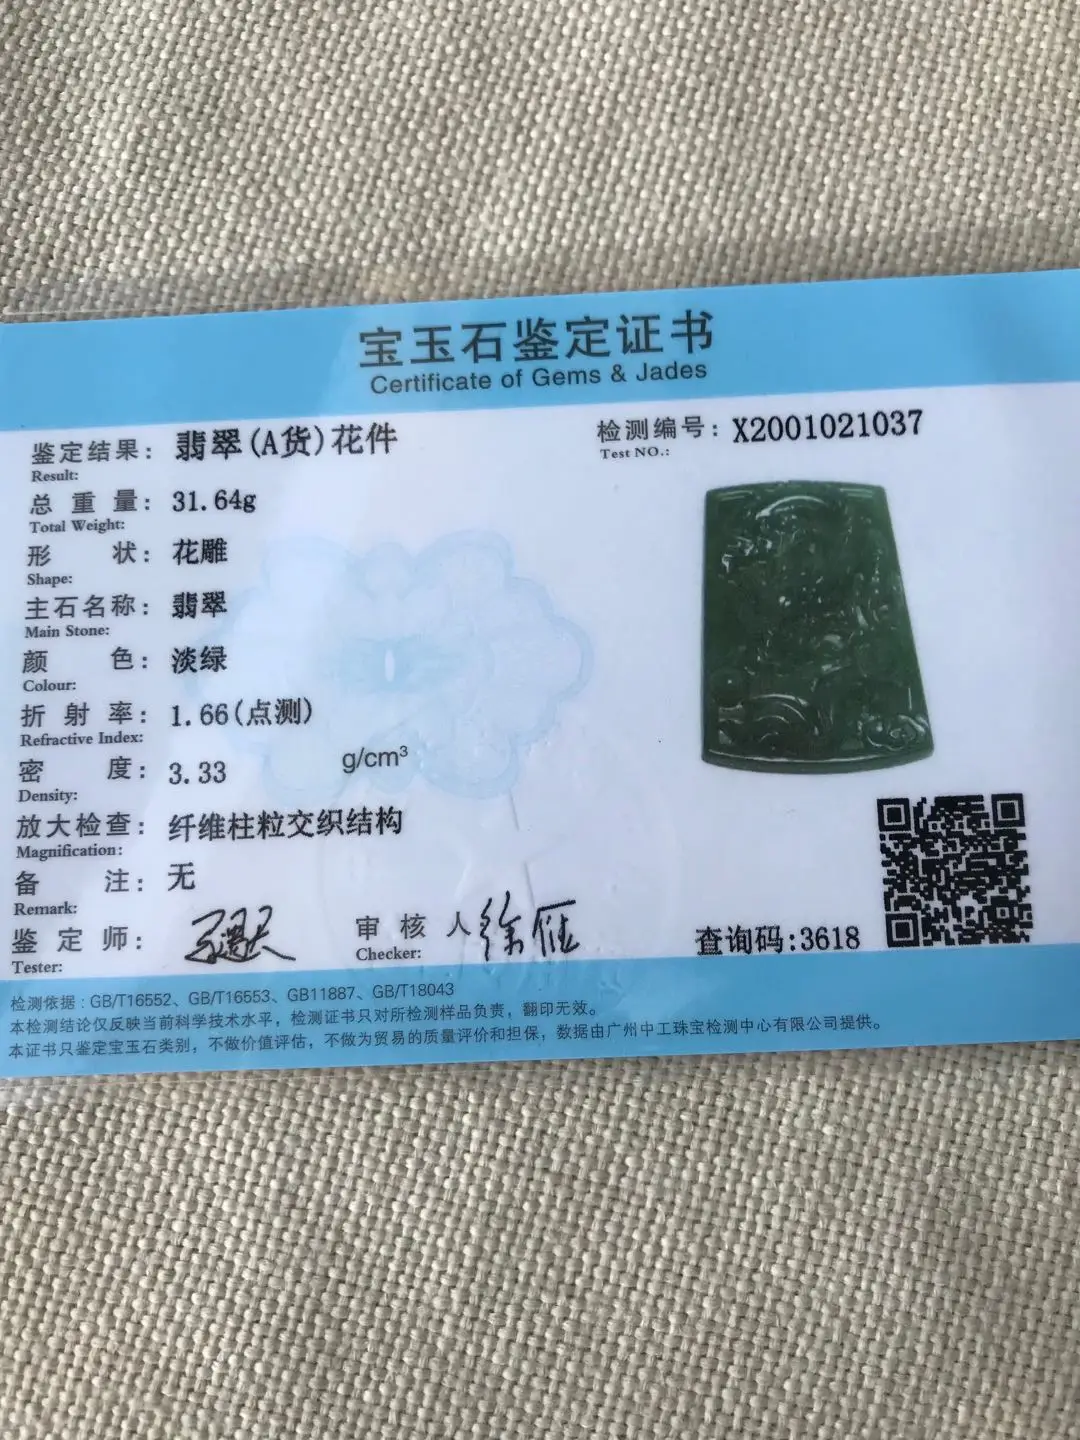 宝玉石鉴定证书
Certificate of Gems & Jades
鉴定结果: 翡翠(A货)花件
Result:
检测编号: X2001021037
Test NO.:
总重量: 31.64g
Total Weight:
形状: 花雕
Shape:
主石名称: 翡翠
Main Stone:
颜色: 淡绿
Colour:
折射率: 1.66(点测)
Refractive Index:
密度: 3.33 g/cm³
Density:
放大检查: 纤维柱粒交织结构
Magnification:
备注: 无
Remark:
鉴定师:
Tester:
审核人
Checker:
查询码:3618
检测依据: GB/T16552、GB/T16553、GB11887、GB/T18043
本检测结论仅反映当前科学技术水平，检测证书只对所检测样品负责，翻印无效。
本证书只鉴定宝玉石类别，不做价值评估，不做为贸易的质量评价和担保，数据由广州中工珠宝检测中心有限公司提供。